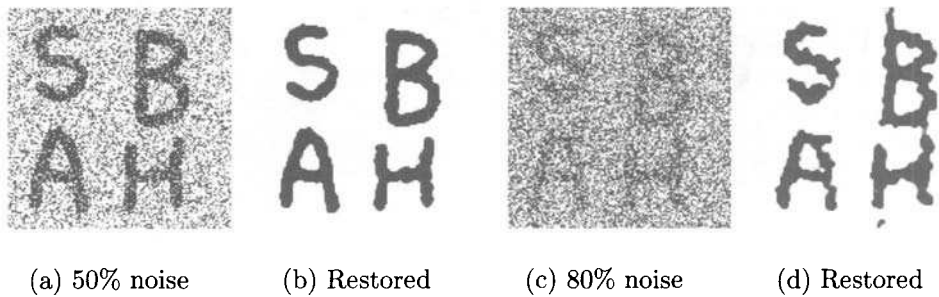 S B
A H
S B
A H
S B
A H
S B
A H
(a) 50% noise
(b) Restored
(c) 80% noise
(d) Restored